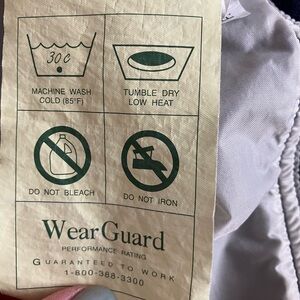 30c
MACHINE WASH
COLD (85°F)
TUMBLE DRY
LOW HEAT
DO NOT BLEACH
DO NOT IRON
WearGuard
PERFORMANCE RATING
GUARANTEED TO WORK
1-800-388-3300